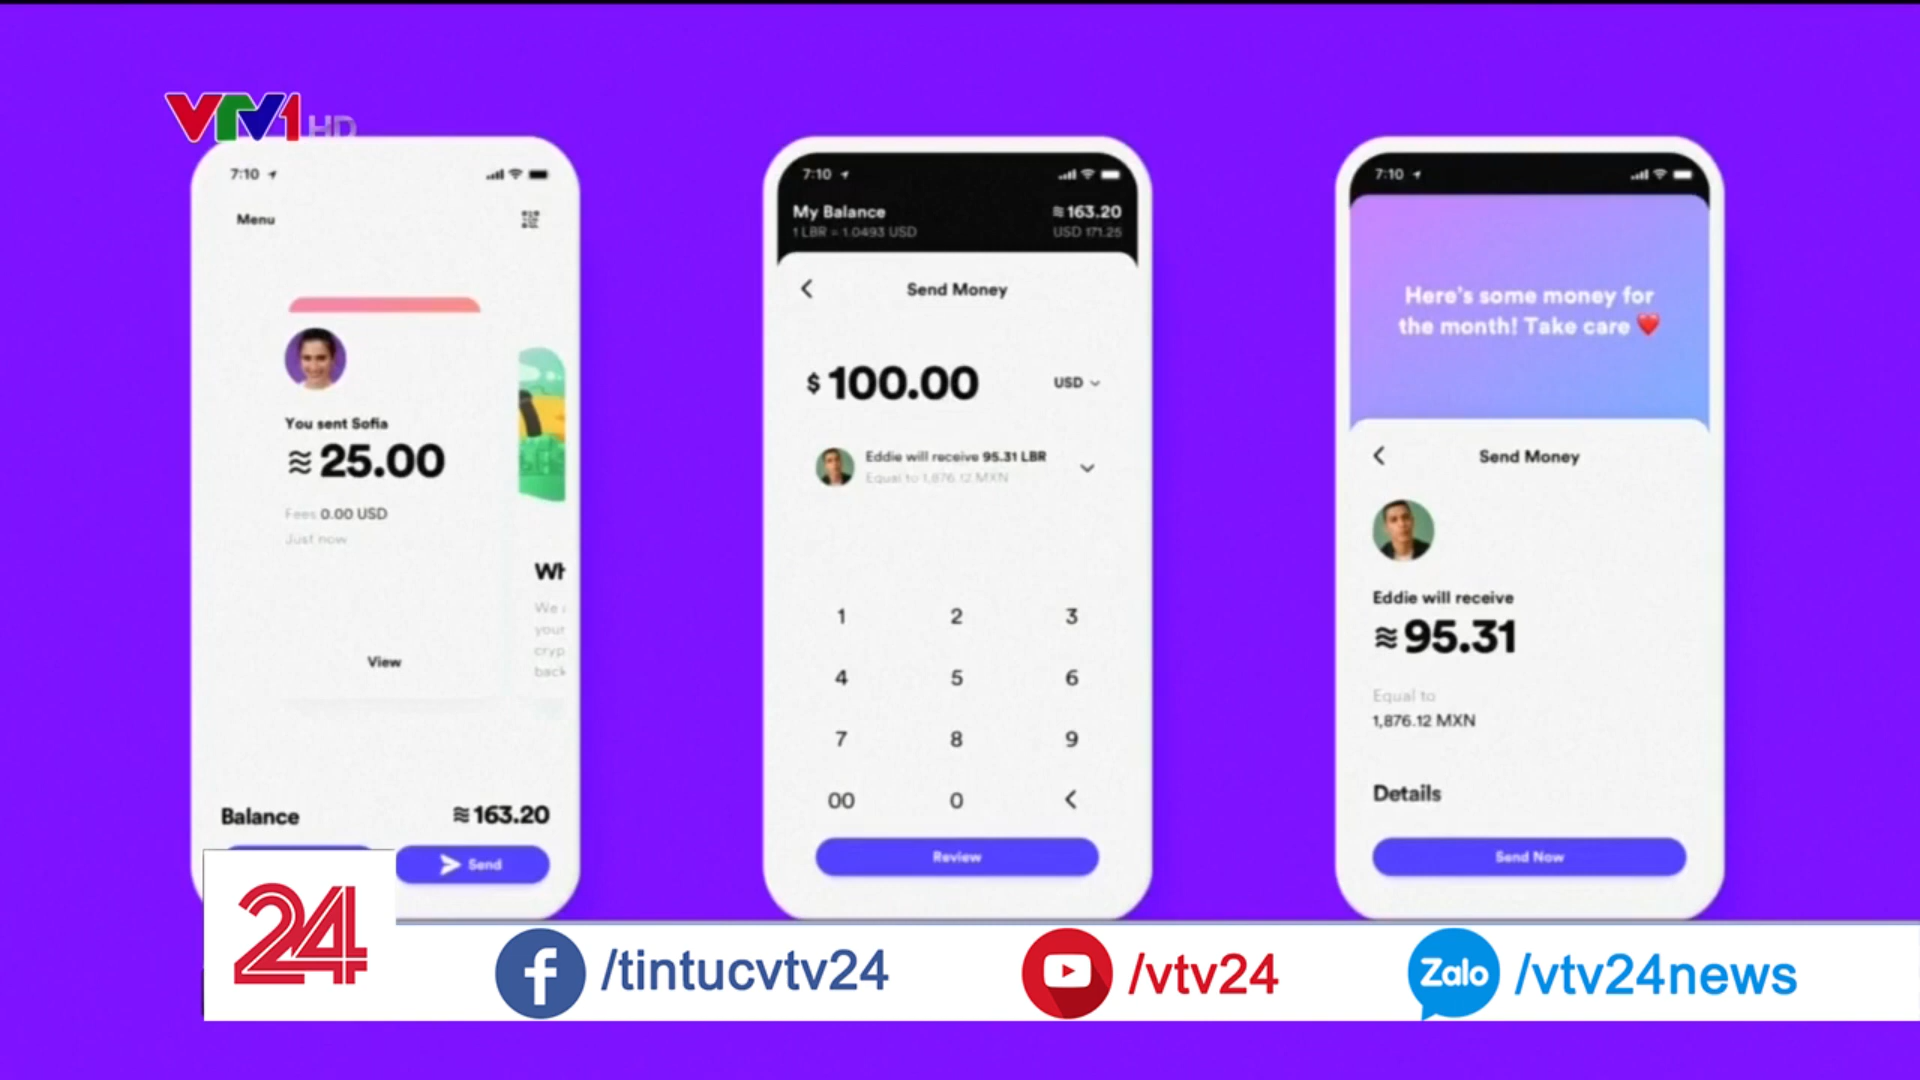 VTV1 HD
7:10
Menu
You sent Sofia
≋ 25.00
Fees 0.00 USD
Just now
View
Wh
We
your
cryp
back
Balance
≋ 163.20
Send
7:10
My Balance
≋ 163.20
1 LBR = 1.0493 USD
USD 171.25
Send Money
$ 100.00
USD
Eddie will receive 95.31 LBR
Equal to 1,876.12 MXN
1 2 3
4 5 6
7 8 9
00 0
Review
7:10
Here's some money for
the month! Take care ❤️
Send Money
Eddie will receive
≋ 95.31
Equal to
1,876.12 MXN
Details
Send Now
24
/tintucvtv24
/vtv24
Zalo /vtv24news